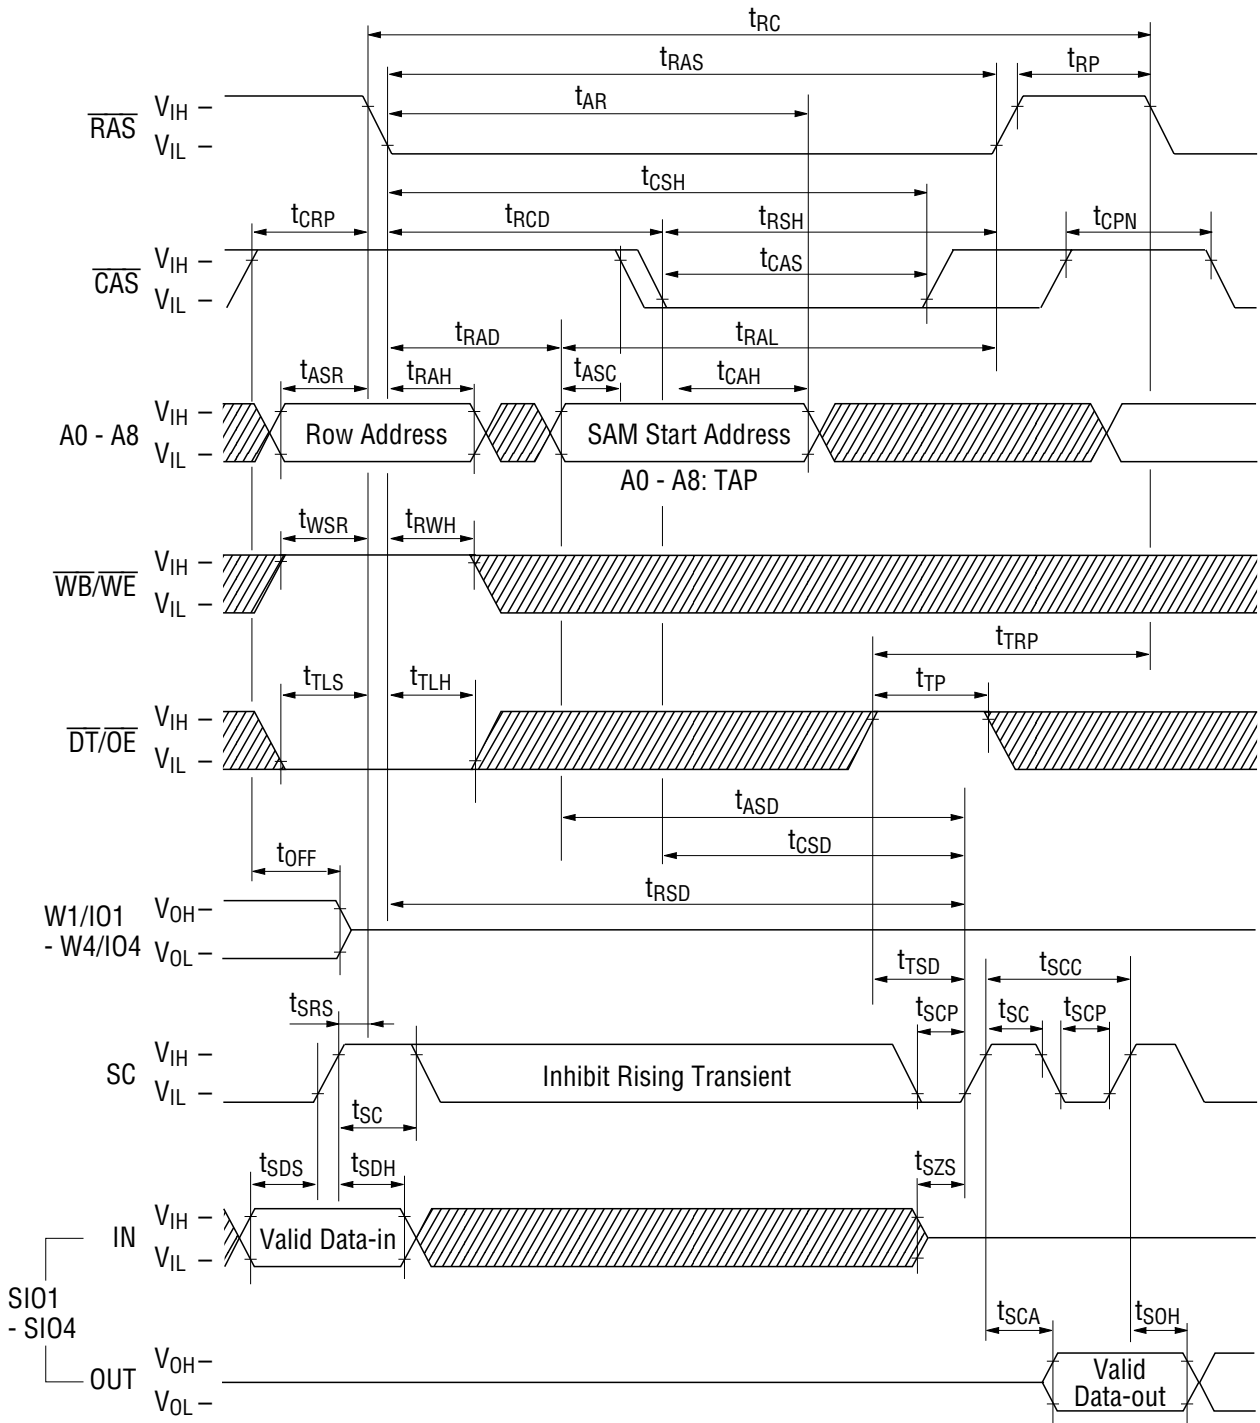 tRC
tRAS
tRP
tAR
RAS
VIH
VIL
tCSH
tCRP
tRCD
tRSH
tCPN
tCAS
CAS
VIH
VIL
tRAD
tRAL
tASR
tRAH
tASC
tCAH
A0 - A8
VIH
VIL
Row Address
SAM Start Address
A0 - A8: TAP
tWSR
tRWH
WB/WE
VIH
VIL
tTRP
tTLS
tTLH
tTP
DT/OE
VIH
VIL
tASD
tCSD
tOFF
tRSD
W1/IO1
- W4/IO4
VOH
VOL
tTSD
tSCC
tSRS
tSCP
tSC
tSCP
SC
VIH
VIL
Inhibit Rising Transient
tSC
tSDS
tSDH
tSZS
IN
VIH
VIL
Valid Data-in
SIO1
- SIO4
tSCA
tSOH
OUT
VOH
VOL
Valid
Data-out